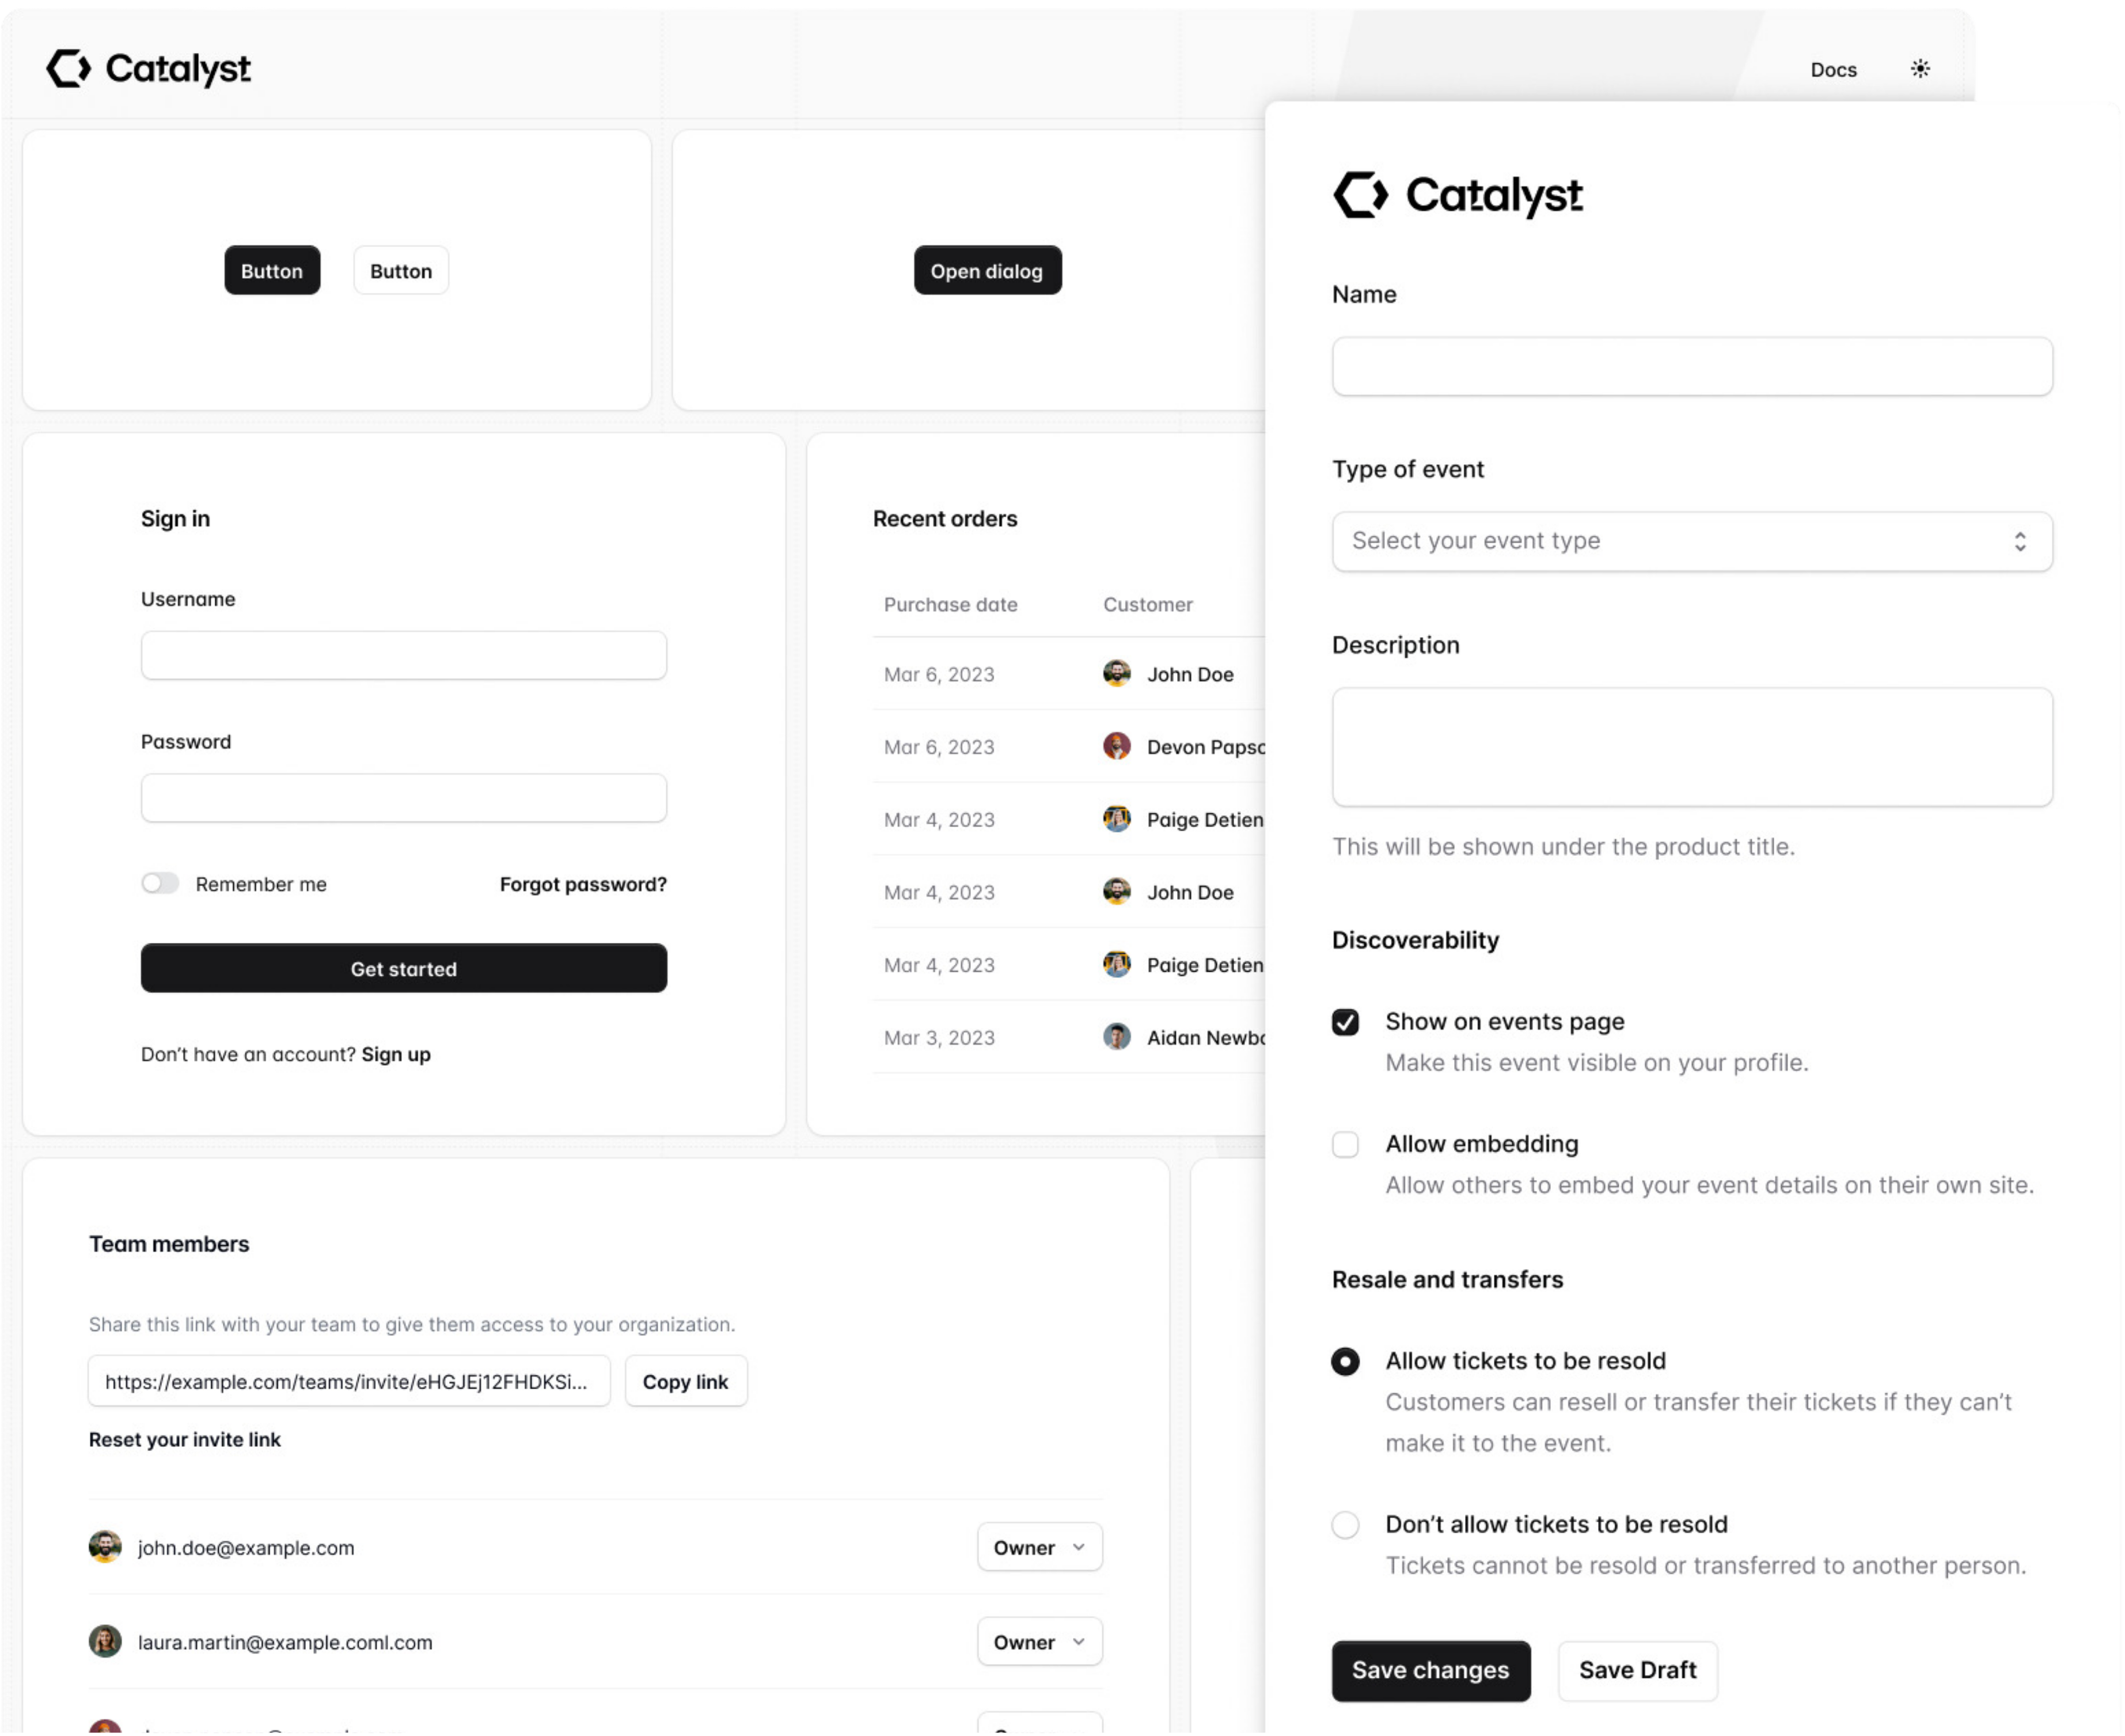 Catalyst
Docs
Button
Button
Open dialog
Sign in
Username
Password
Remember me
Forgot password?
Get started
Don't have an account? Sign up
Recent orders
Purchase date Customer
Mar 6, 2023 John Doe
Mar 6, 2023 Devon
Mar 4, 2023 Paige
Mar 4, 2023 John Doe
Mar 4, 2023 Paige
Mar 3, 2023 Aidan
Team members
Share this link with your team to give them access to your organization.
https://example.com/teams/invite/eHGJEj12FHDKSi...
Copy link
Reset your invite link
john.doe@example.com
Owner
laura.martin@example.coml.com
Owner
Catalyst
Name
Type of event
Select your event type
Description
This will be shown under the product title.
Discoverability
Show on events page
Make this event visible on your profile.
Allow embedding
Allow others to embed your event details on their own site.
Resale and transfers
Allow tickets to be resold
Customers can resell or transfer their tickets if they can't
make it to the event.
Don't allow tickets to be resold
Tickets cannot be resold or transferred to another person.
Save changes
Save Draft